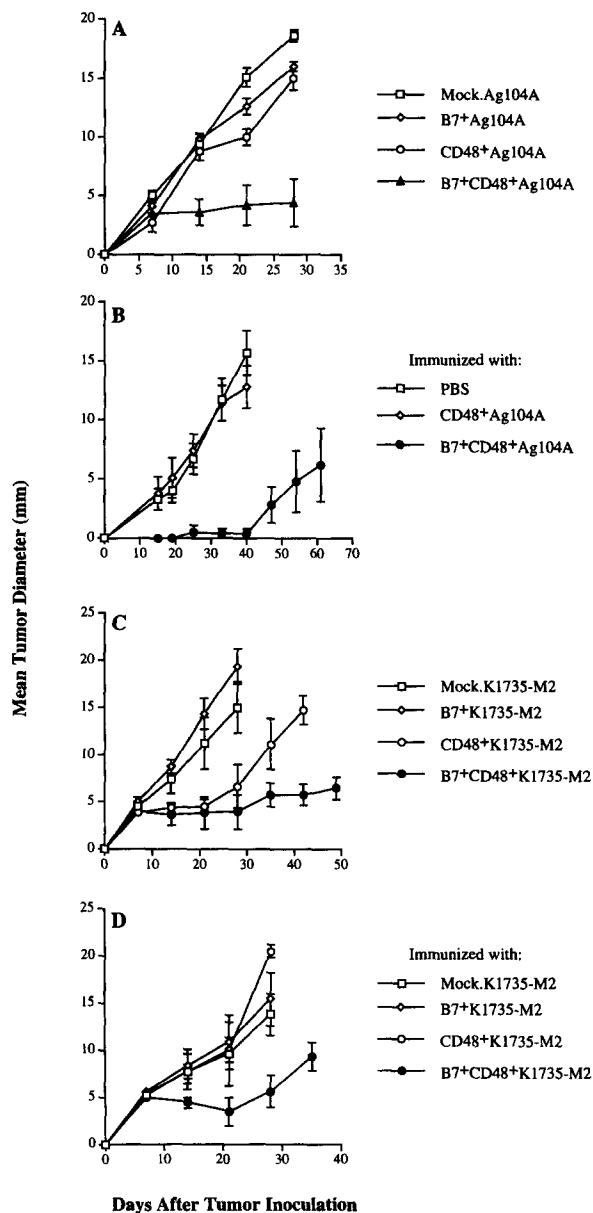 A
20
15
10
5
0
0 5 10 15 20 25 30 35
Mock.Ag104A
B7+Ag104A
CD48+Ag104A
B7+CD48+Ag104A
B
20
15
10
5
0
0 10 20 30 40 50 60 70
Immunized with:
PBS
CD48+Ag104A
B7+CD48+Ag104A
Mean Tumor Diameter (mm)
C
25
20
15
10
5
0
0 10 20 30 40 50
Mock.K1735-M2
B7+K1735-M2
CD48+K1735-M2
B7+CD48+K1735-M2
D
25
20
15
10
5
0
0 10 20 30 40
Immunized with:
Mock.K1735-M2
B7+K1735-M2
CD48+K1735-M2
B7+CD48+K1735-M2
Days After Tumor Inoculation